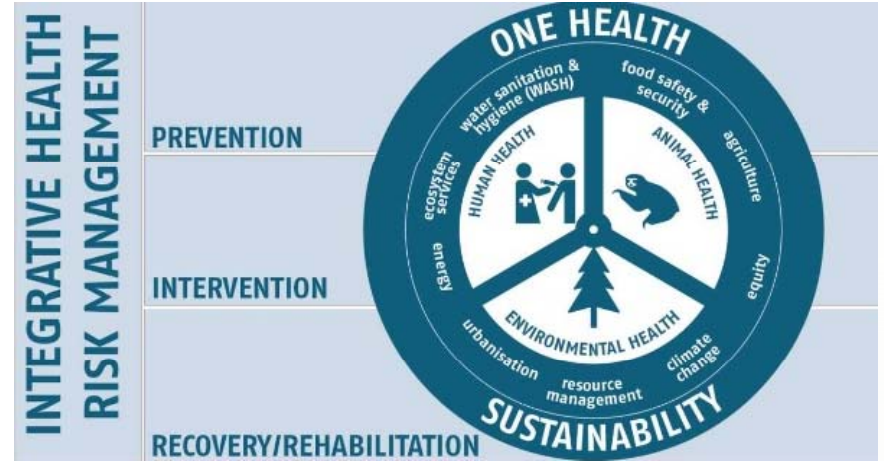 INTEGRATIVE HEALTH
RISK MANAGEMENT
PREVENTION
INTERVENTION
RECOVERY/REHABILITATION
ONE HEALTH
water sanitation &
hygiene (WASH)
food safety &
security
agriculture
equity
climate
change
resource
management
urbanisation
energy
ecosystem
services
HUMAN HEALTH
ANIMAL HEALTH
ENVIRONMENTAL HEALTH
SUSTAINABILITY